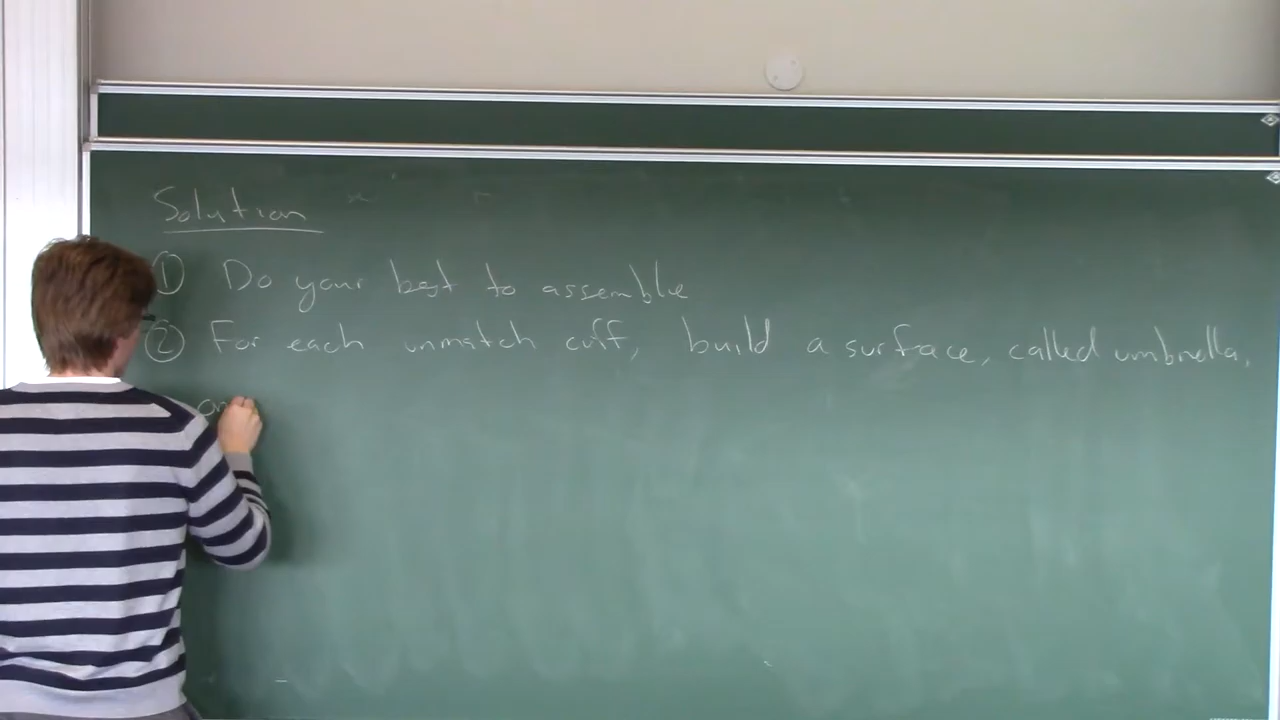 Solution
① Do your best to assemble
② For each unmatch cuff, build a surface, called umbrella,